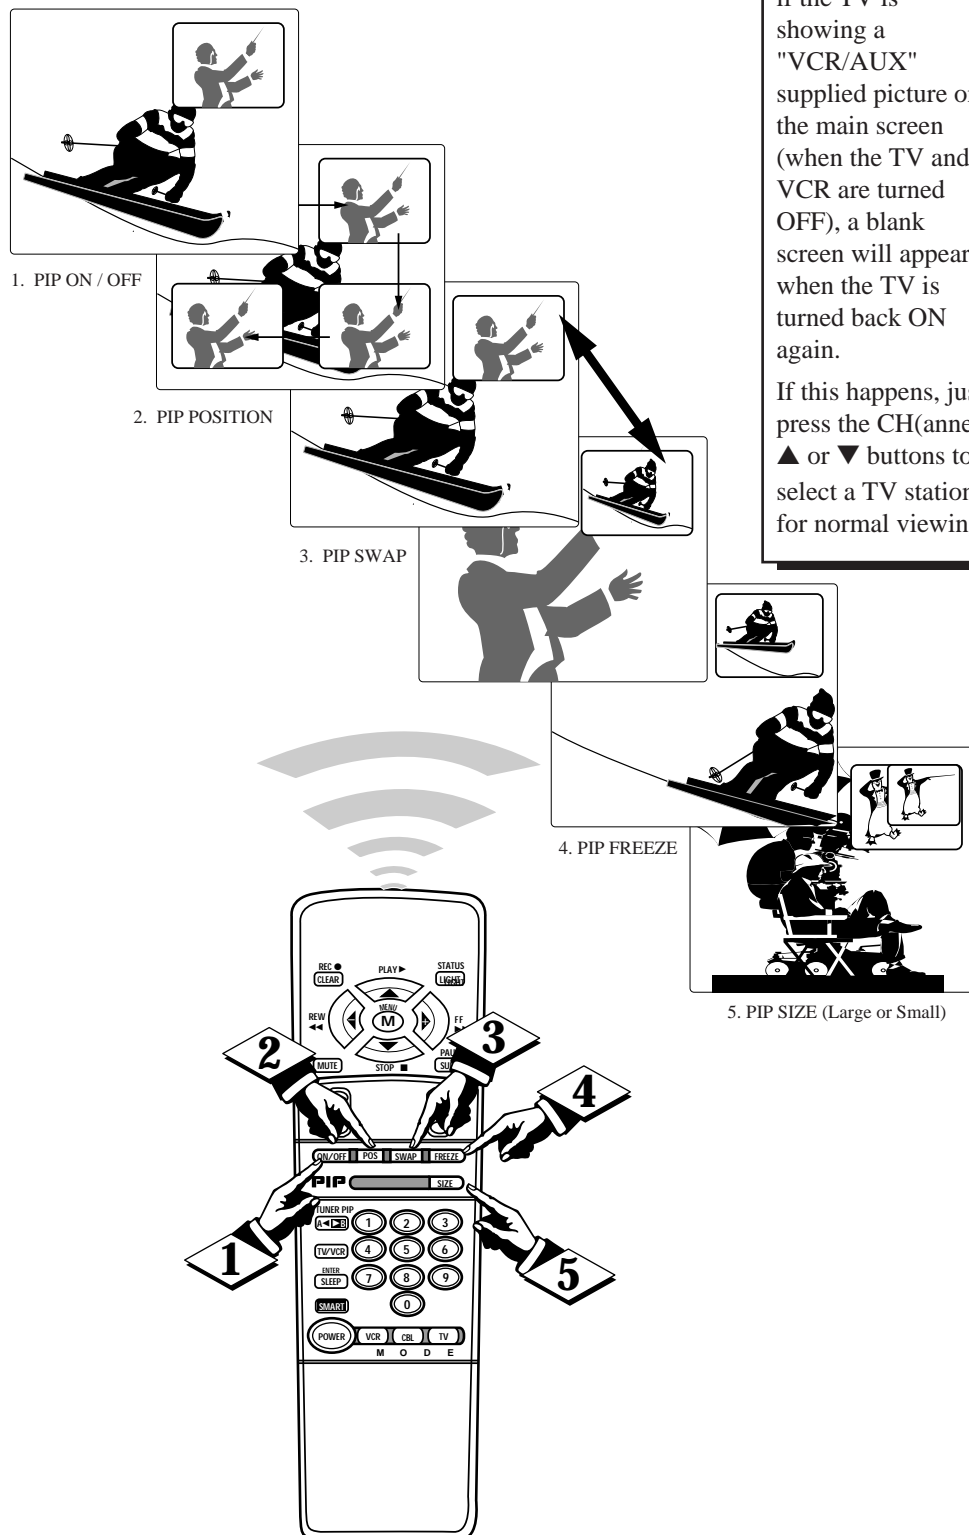 if the TV is
showing a
"VCR/AUX"
supplied picture on
the main screen
(when the TV and
VCR are turned
OFF), a blank
screen will appear
when the TV is
turned back ON
again.
If this happens, just
press the
▲ or ▼ buttons to
select a TV station
for normal
1. PIP ON / OFF
2. PIP POSITION
3. PIP SWAP
4. PIP FREEZE
5. PIP SIZE (Large or Small)
REC ● PLAY ▶ STATUS
CLEAR LIGHT
MENU
REW M FF
◀◀
MUTE STOP ■
2
3
4
ON/OFF POS SWAP FREEZE
PIP SIZE
TUNER PIP
A◀▶B 1 2 3
TV/VCR 4 5 6
1
5
ENTER
SLEEP 7 8 9
SMART 0
POWER VCR CBL TV
M O D E